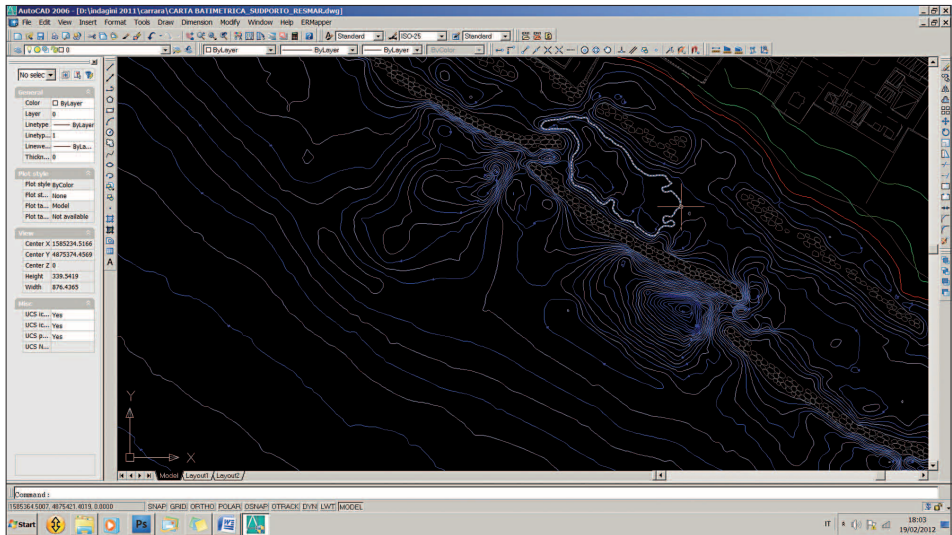 AutoCAD 2006 - [D:\indagini 2011\carrara\CARTA BATIMETRICA_SUDPORTO_RESMAR.dwg]
File Edit View Insert Format Tools Draw Dimension Modify Window Help ERMapper
Standard ISO-25 Standard
0 ByLayer ByLayer ByLayer ByColor
No selec
General
Color ByLayer
Layer 0
Linetype ByLayer
Linetyp... 1
Linewe... ByLa...
Thickn... 0
Plot style
Plot style ByColor
Plot st... None
Plot ta... Model
Plot ta... Not available
View
Center X 1585234.5166
Center Y 4875374.4569
Center Z 0
Height 339.5419
Width 876.4365
Misc
UCS ic... Yes
UCS ic... Yes
UCS p... Yes
UCS N...
A
Y
X
Model Layout1 Layout2
Command:
1585364.5007, 4875421.4019, 0.0000 SNAP GRID ORTHO POLAR OSNAP OTRACK DYN LWT MODEL
Start Ps W IT 18:03
19/02/2012